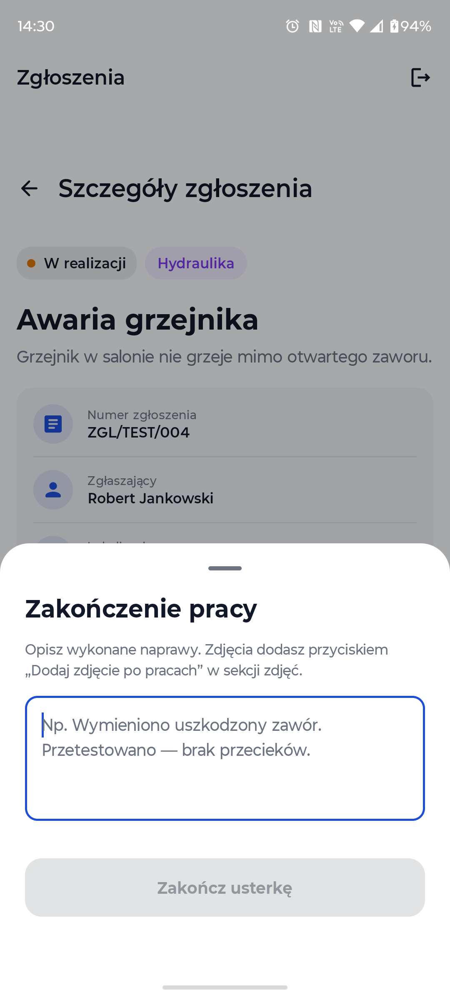 14:30
Vo LTE
94%
Zgłoszenia
Szczegóły zgłoszenia
W realizacji
Hydraulika
Awaria grzejnika
Grzejnik w salonie nie grzeje mimo otwartego zaworu.
Numer zgłoszenia
ZGL/TEST/004
Zgłaszający
Robert Jankowski
Zakończenie pracy
Opisz wykonane naprawy. Zdjęcia dodasz przyciskiem
„Dodaj zdjęcie po pracach” w sekcji zdjęć.
Np. Wymieniono uszkodzony zawór.
Przetestowano — brak przecieków.
Zakończ usterkę